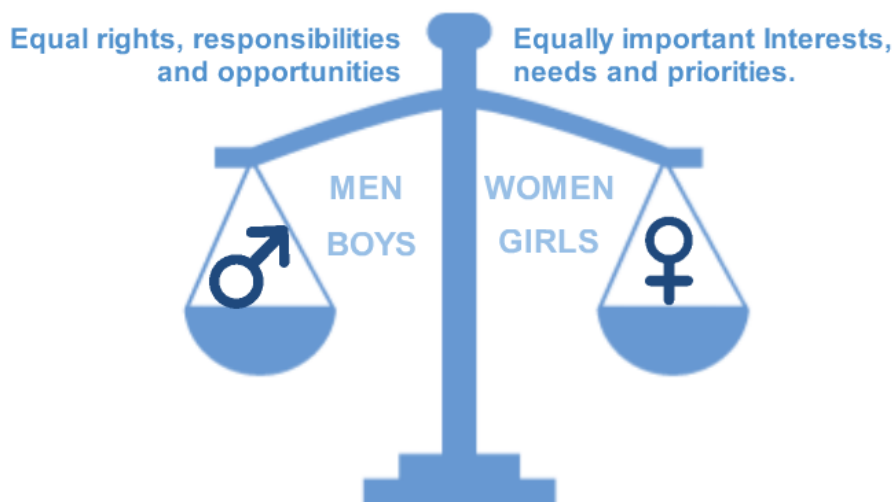 Equal rights, responsibilities
and opportunities
Equally important Interests,
needs and priorities.
MEN
BOYS
WOMEN
GIRLS